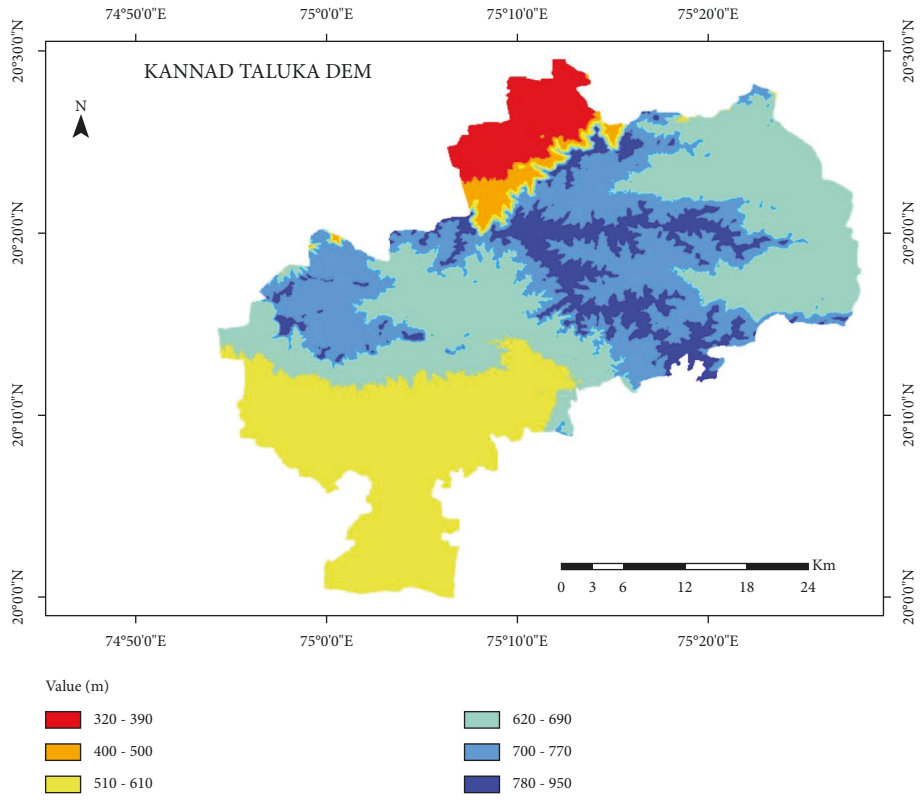 74°50'0"E 75°0'0"E 75°10'0"E 75°20'0"E
20°30'0"N 20°30'0"N
KANNAD TALUKA DEM
N
20°20'0"N 20°20'0"N
20°10'0"N 20°10'0"N
Km
0 3 6 12 18 24
20°0'0"N 20°0'0"N
74°50'0"E 75°0'0"E 75°10'0"E 75°20'0"E
Value (m)
320 - 390 620 - 690
400 - 500 700 - 770
510 - 610 780 - 950